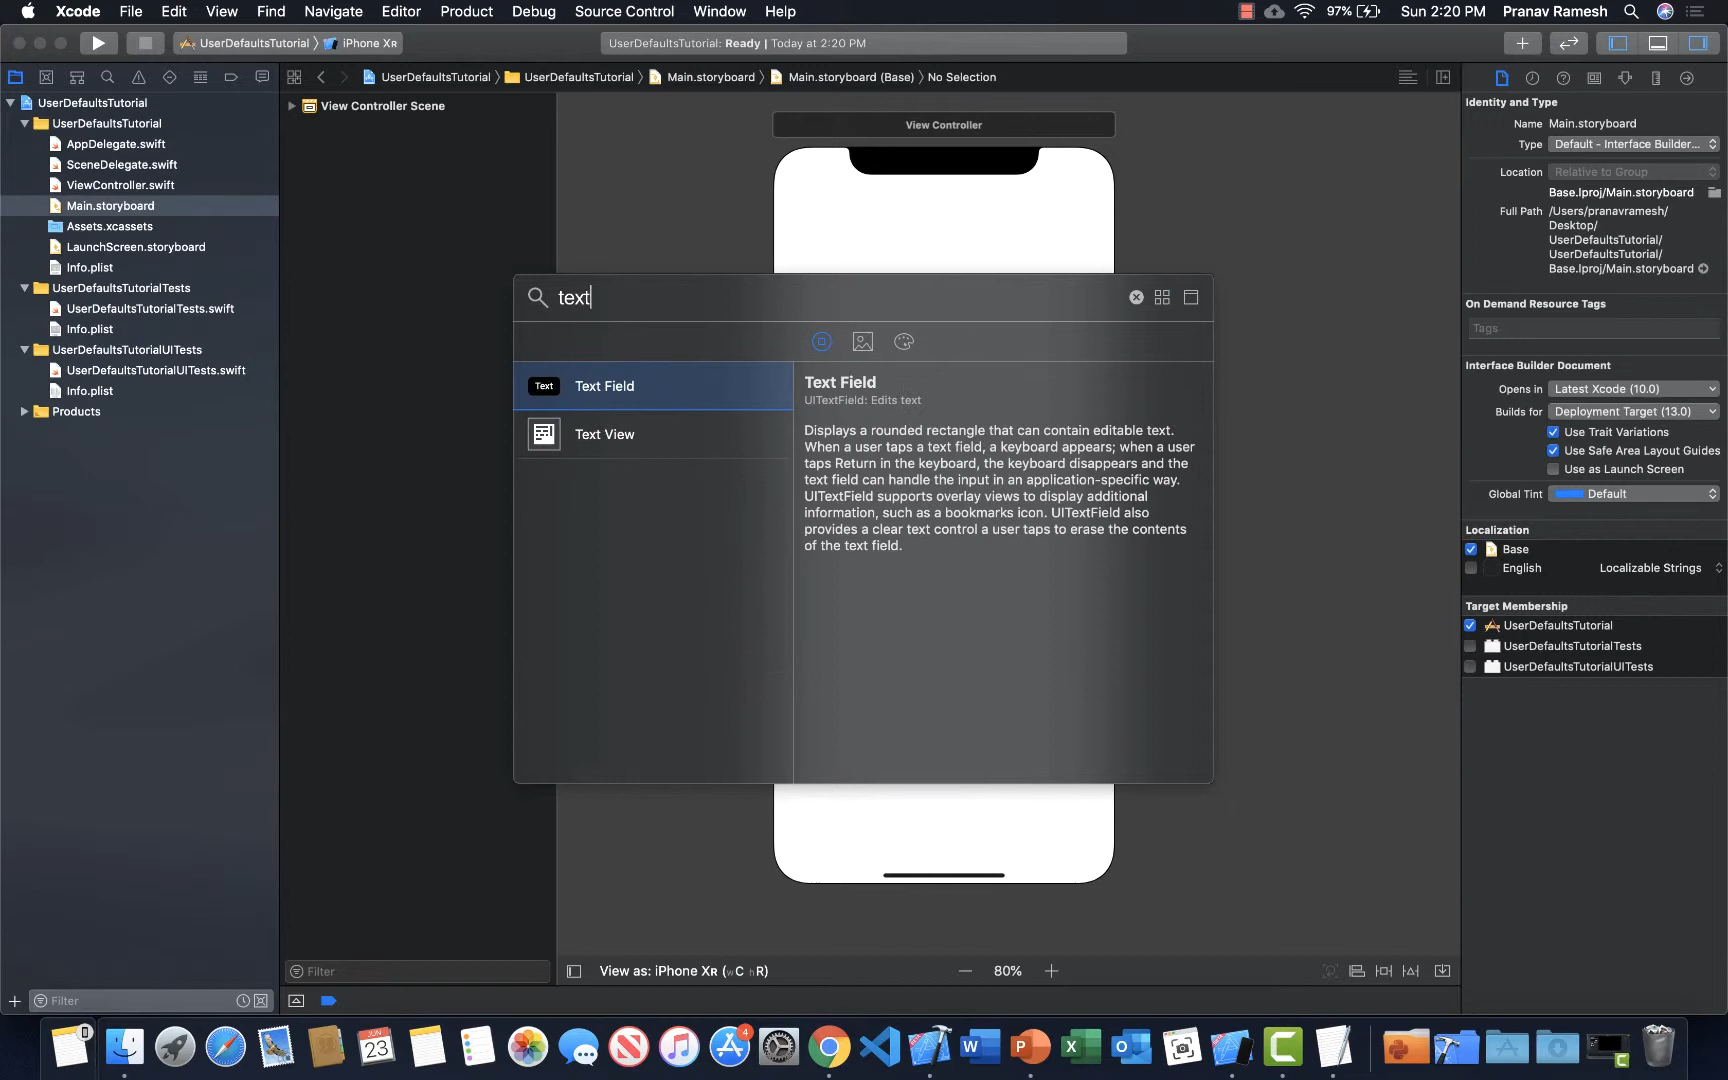 Xcode File Edit View Find Navigate Editor Product Debug Source Control Window Help 97% Sun 2:20 PM Pranav Ramesh
UserDefaultsTutorial iPhone XR UserDefaultsTutorial: Ready | Today at 2:20 PM
UserDefaultsTutorial UserDefaultsTutorial Main.storyboard Main.storyboard (Base) No Selection
UserDefaultsTutorial
UserDefaultsTutorial
AppDelegate.swift
SceneDelegate.swift
ViewController.swift
Main.storyboard
Assets.xcassets
LaunchScreen.storyboard
Info.plist
UserDefaultsTutorialTests
UserDefaultsTutorialTests.swift
Info.plist
UserDefaultsTutorialUITests
UserDefaultsTutorialUITests.swift
Info.plist
Products
Filter
View Controller Scene
Filter
View Controller
text
Text Text Field
Text View
Text Field
UITextField: Edits text
Displays a rounded rectangle that can contain editable text.
When a user taps a text field, a keyboard appears; when a user
taps Return in the keyboard, the keyboard disappears and the
text field can handle the input in an application-specific way.
UITextField supports overlay views to display additional
information, such as a bookmarks icon. UITextField also
provides a clear text control a user taps to erase the contents
of the text field.
View as: iPhone XR (wC hR) 80%
Identity and Type
Name Main.storyboard
Type Default - Interface Builder...
Location Relative to Group
Base.lproj/Main.storyboard
Full Path /Users/pranavramesh/
Desktop/
UserDefaultsTutorial/
UserDefaultsTutorial/
Base.lproj/Main.storyboard
On Demand Resource Tags
Tags
Interface Builder Document
Opens in Latest Xcode (10.0)
Builds for Deployment Target (13.0)
Use Trait Variations
Use Safe Area Layout Guides
Use as Launch Screen
Global Tint Default
Localization
Base
English Localizable Strings
Target Membership
UserDefaultsTutorial
UserDefaultsTutorialTests
UserDefaultsTutorialUITests
JUN
23
4
W P X O C